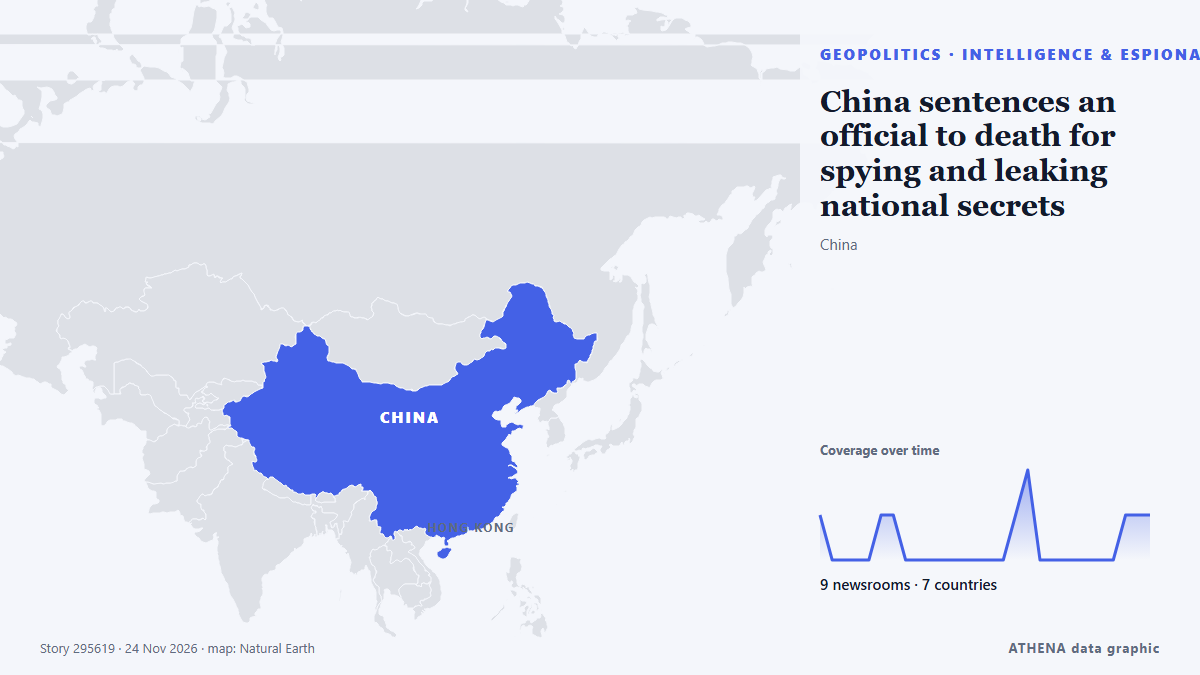 GEOPOLITICS · INTELLIGENCE & ESPIONA
China sentences an
official to death for
spying and leaking
national secrets
China
CHINA
HONG KONG
Coverage over time
9 newsrooms · 7 countries
Story 295619 · 24 Nov 2026 · map: Natural Earth
ATHENA data graphic